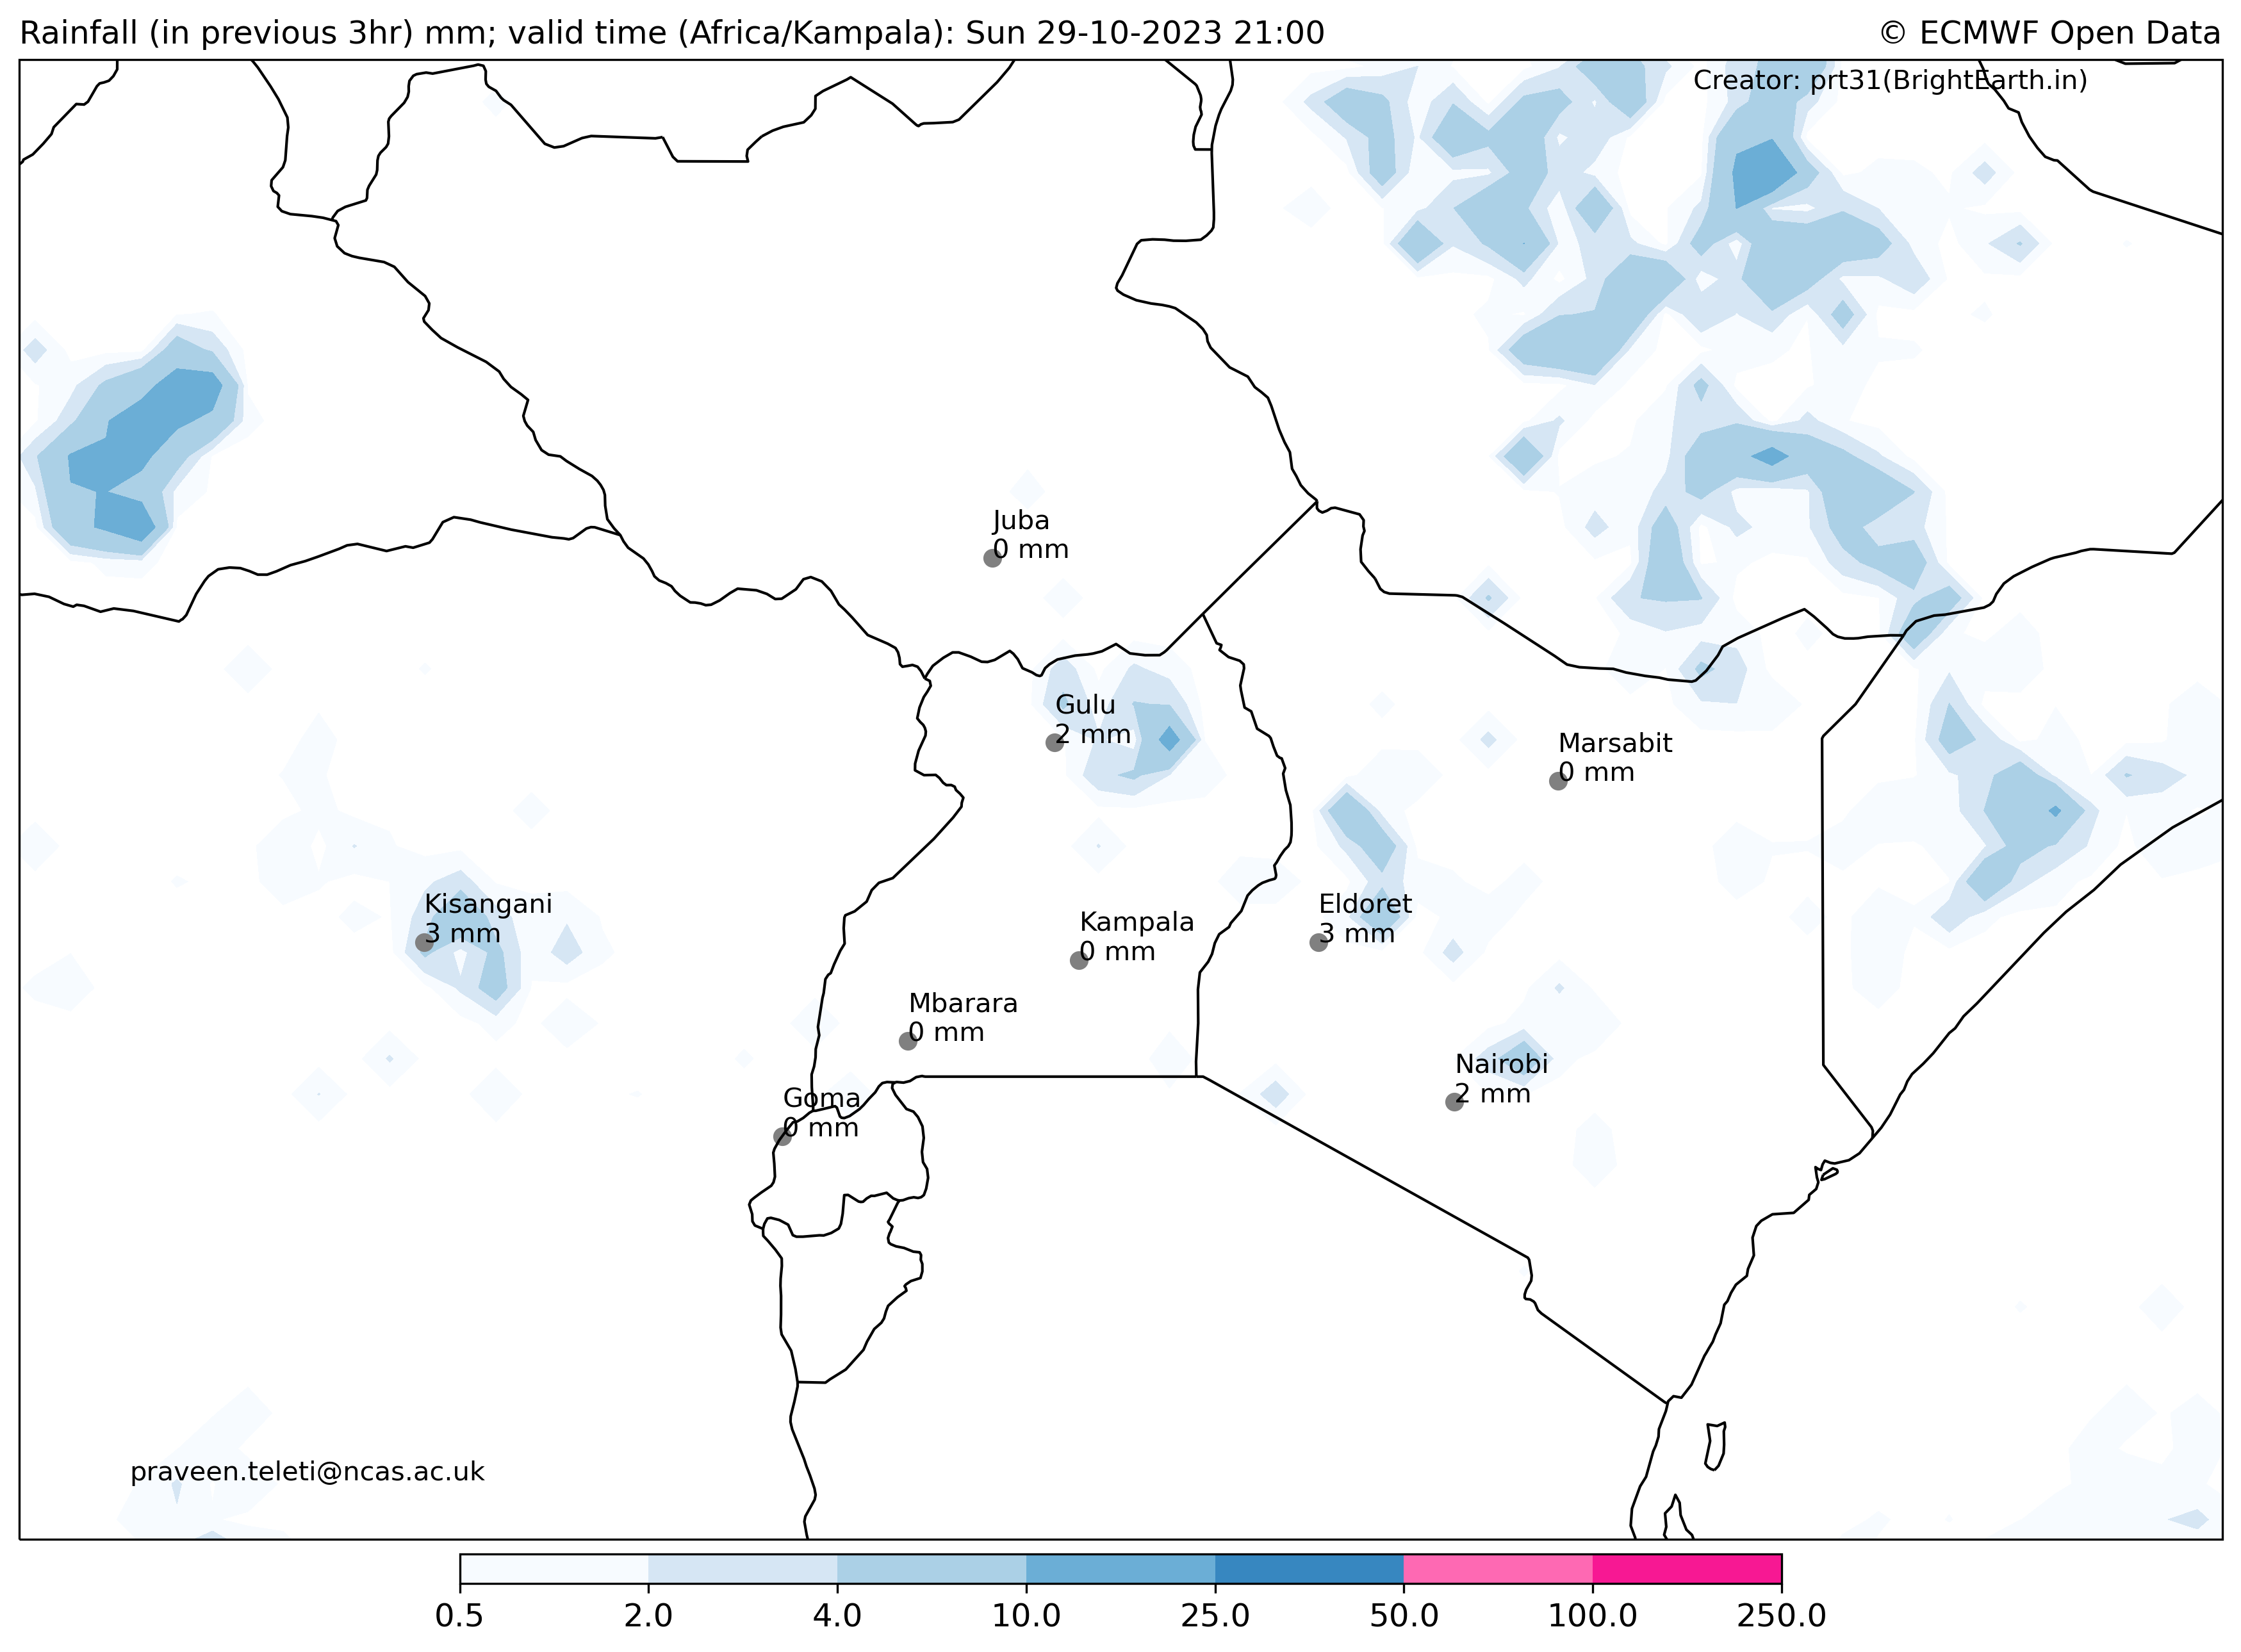 Rainfall (in previous 3hr) mm; valid time (Africa/Kampala): Sun 29-10-2023 21:00
© ECMWF Open Data
Creator: prt31(BrightEarth.in)
Juba
0 mm
Gulu
2 mm
Marsabit
0 mm
Kisangani
3 mm
Eldoret
3 mm
Kampala
0 mm
Mbarara
0 mm
Nairobi
2 mm
Goma
0 mm
praveen.teleti@ncas.ac.uk
0.5 2.0 4.0 10.0 25.0 50.0 100.0 250.0